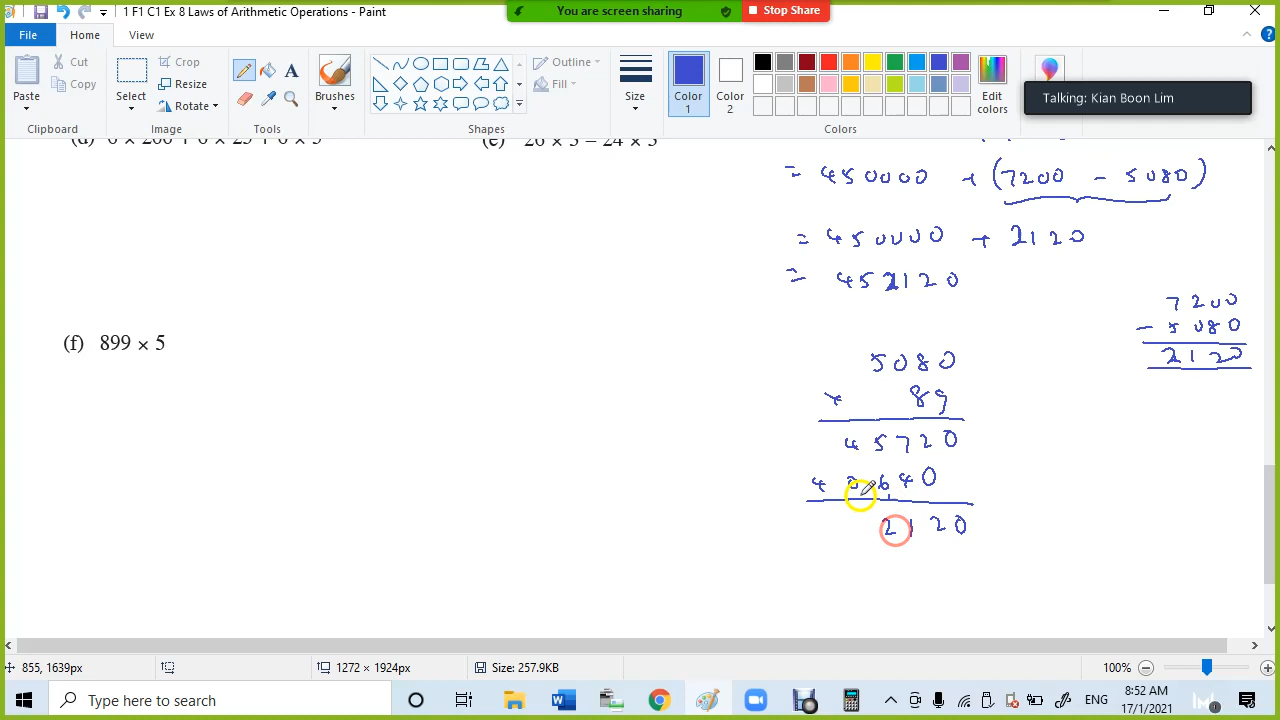 1 F1 C1 Ex 8 Laws of Arithmetic Operations - Paint
You are screen sharing
Stop Share
File Home View
Cut
Copy
Paste
Clipboard
Select
Crop
Resize
Rotate
Image
Tools
Brushes
Shapes
Outline
Fill
Size
Color 1
Color 2
Colors
Edit colors
Talking: Kian Boon Lim
= 450000 + (7200 - 5080)
= 450000 + 2120
= 452120
7200
- 5080
2120
(f) 899 × 5
5080
× 89
45720
40640
1
2120
855, 1639px
1272 × 1924px
Size: 257.9KB
100%
Type here to search
ENG
8:52 AM
17/1/2021